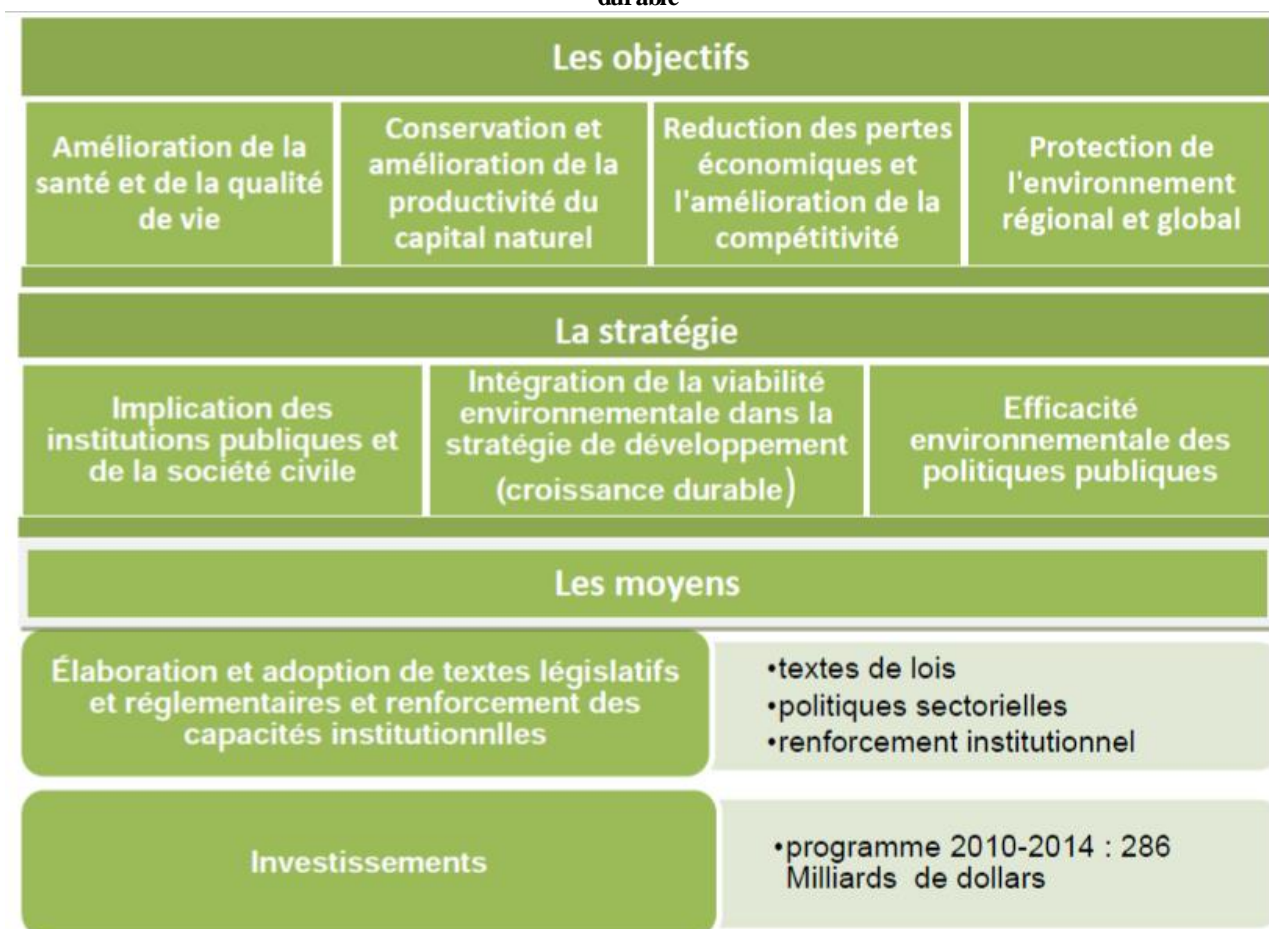 durable
Les objectifs
Amélioration de la
santé et de la qualité
de vie
Conservation et
amélioration de la
productivité du
capital naturel
Reduction des pertes
économiques et
l'amélioration de la
compétitivité
Protection de
l'environnement
régional et global
La stratégie
Implication des
institutions publiques et
de la société civile
Intégration de la viabilité
environnementale dans la
stratégie de développement
(croissance durable)
Efficacité
environnementale des
politiques publiques
Les moyens
Élaboration et adoption de textes législatifs
et réglementaires et renforcement des
capacités institutionnlles
•textes de lois
•politiques sectorielles
•renforcement institutionnel
Investissements
•programme 2010-2014 : 286
Milliards de dollars